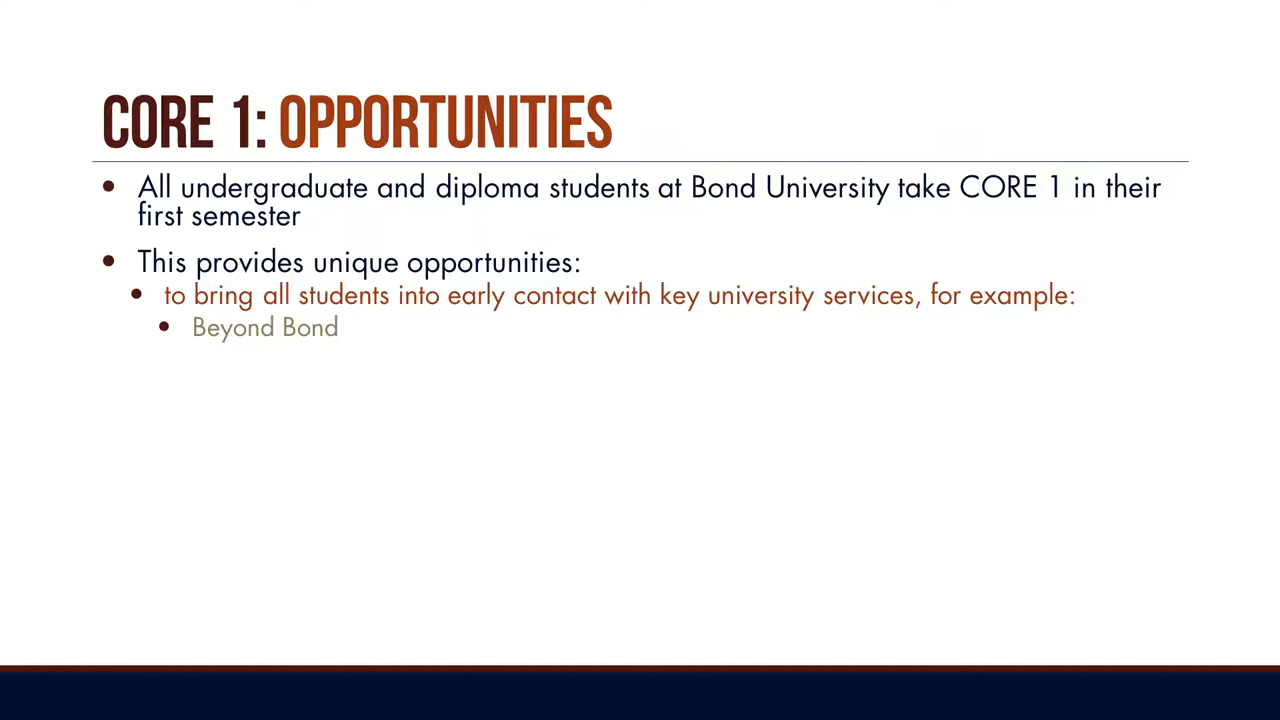 CORE 1: OPPORTUNITIES
• All undergraduate and diploma students at Bond University take CORE 1 in their
first semester
• This provides unique opportunities:
• to bring all students into early contact with key university services, for example:
• Beyond Bond